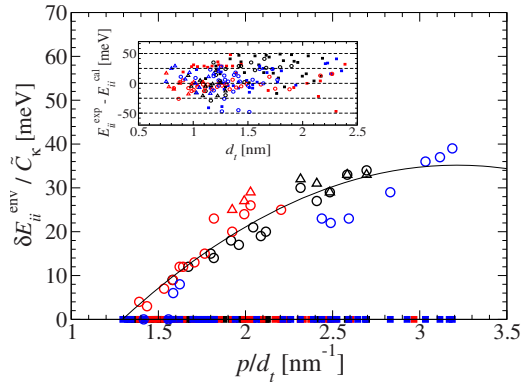 70
60
50
40
30
20
10
0
δE_ii^env / C̃_κ [meV]
1 1.5 2 2.5 3 3.5
p/d_t [nm⁻¹]
50
25
0
-25
-50
E_ii^exp - E_ii^cal [meV]
0.5 1 1.5 2 2.5
d_t [nm]